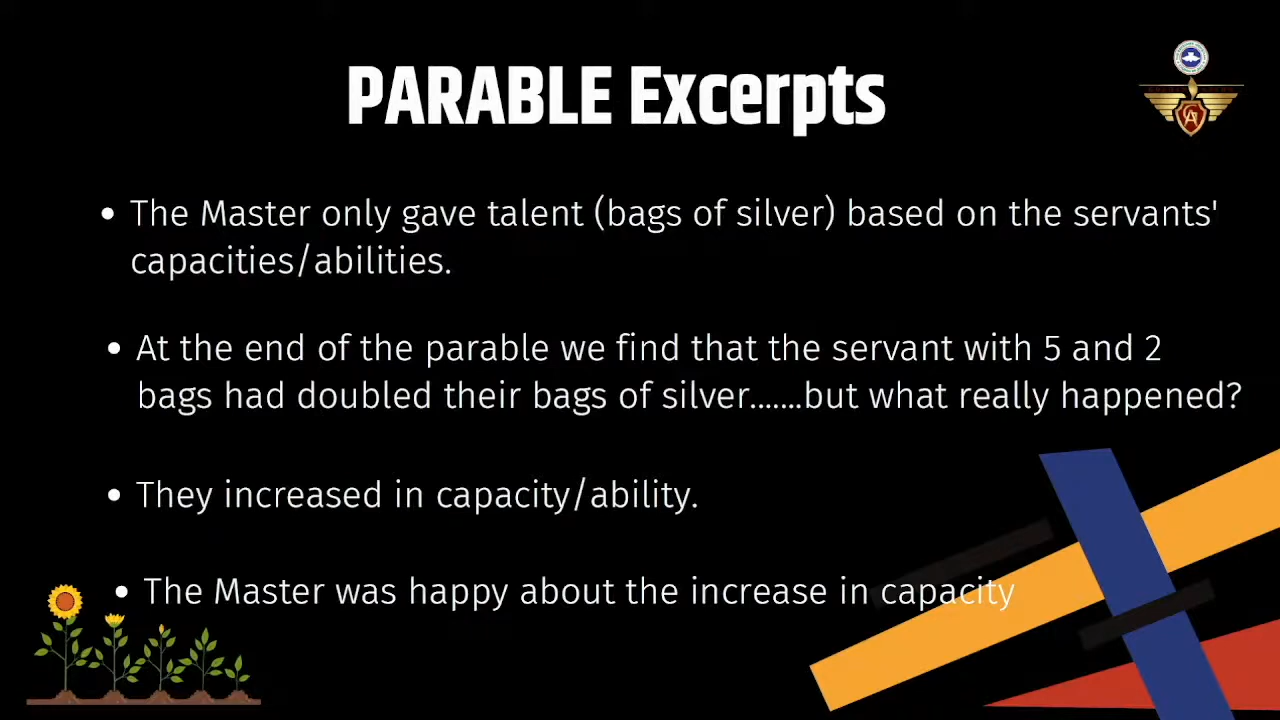 PARABLE Excerpts
• The Master only gave talent (bags of silver) based on the servants'
capacities/abilities.
• At the end of the parable we find that the servant with 5 and 2
bags had doubled their bags of silver.......but what really happened?
• They increased in capacity/ability.
• The Master was happy about the increase in capacity